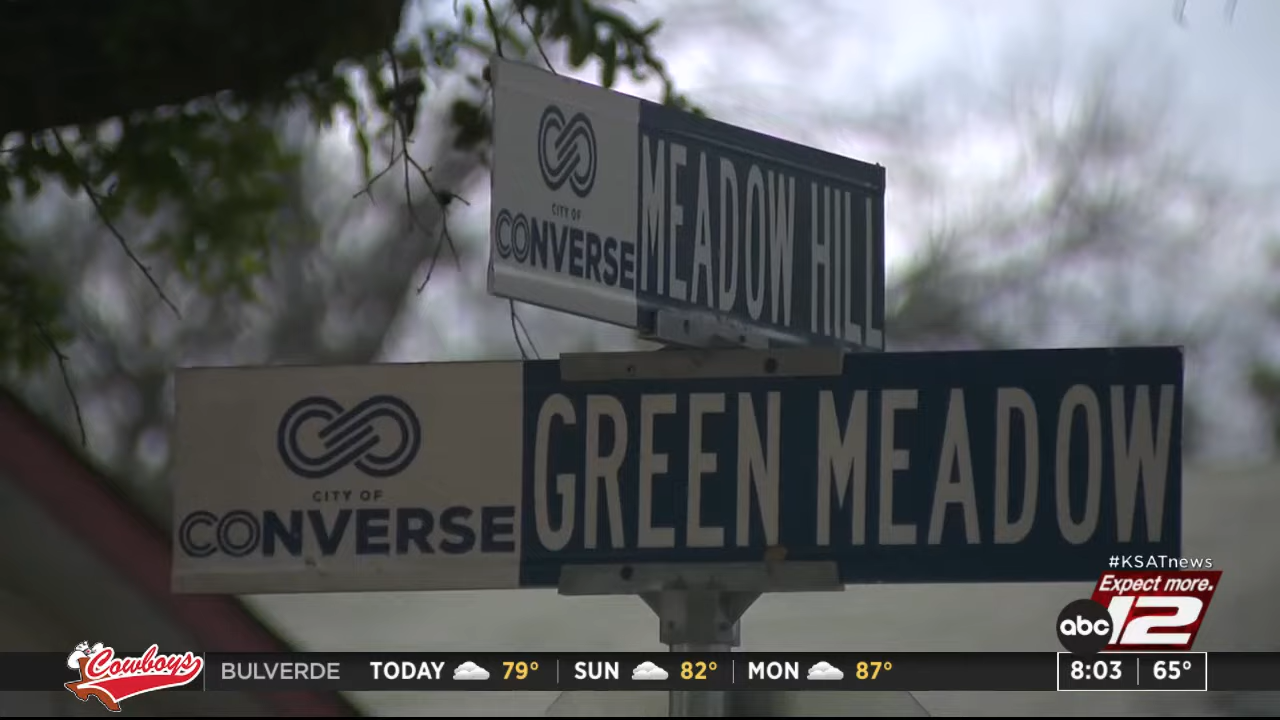 CITY OF
CONVERSE
MEADOW HILL
CITY OF
CONVERSE
GREEN MEADOW
#KSATnews
Expect more.
abc 12
Cowboys
BULVERDE TODAY 79° SUN 82° MON 87°
8:03 65°